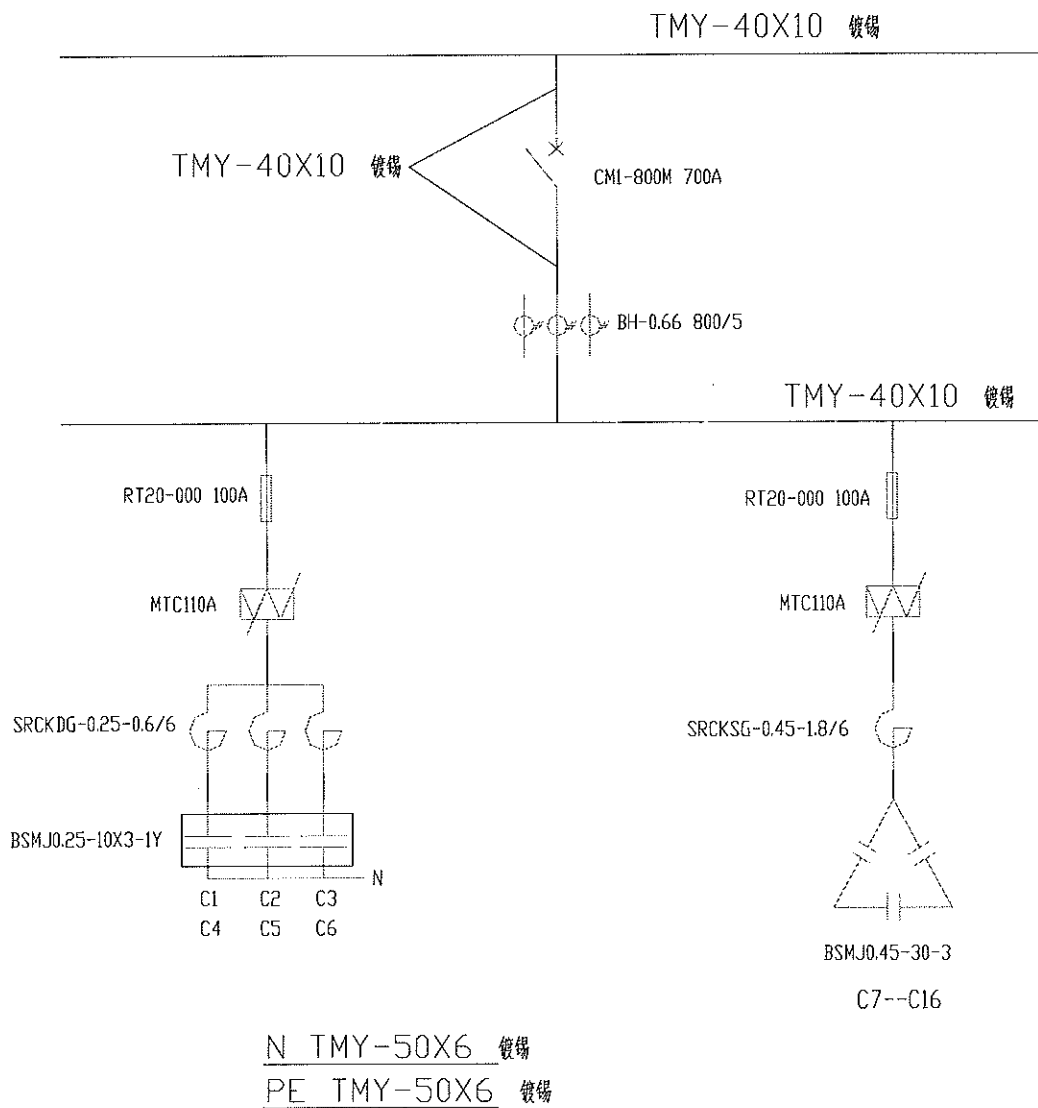 TMY-40X10 镀锡
TMY-40X10 镀锡
CM1-800M 700A
BH-0.66 800/5
TMY-40X10 镀锡
RT20-000 100A
RT20-000 100A
MTC110A
MTC110A
SRCKDG-0.25-0.6/6
SRCKSG-0.45-1.8/6
BSMJ0.25-10X3-1Y
N
C1 C2 C3
C4 C5 C6
BSMJ0.45-30-3
C7--C16
N TMY-50X6 镀锡
PE TMY-50X6 镀锡